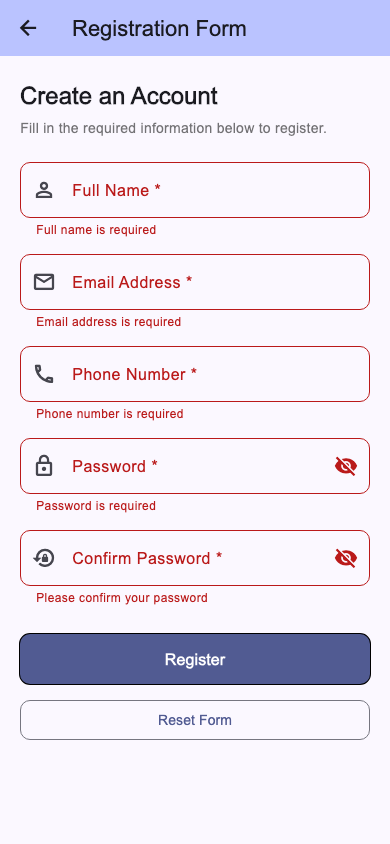 Registration Form
Create an Account
Fill in the required information below to register.
Full Name *
Full name is required
Email Address *
Email address is required
Phone Number *
Phone number is required
Password *
Password is required
Confirm Password *
Please confirm your password
Register
Reset Form